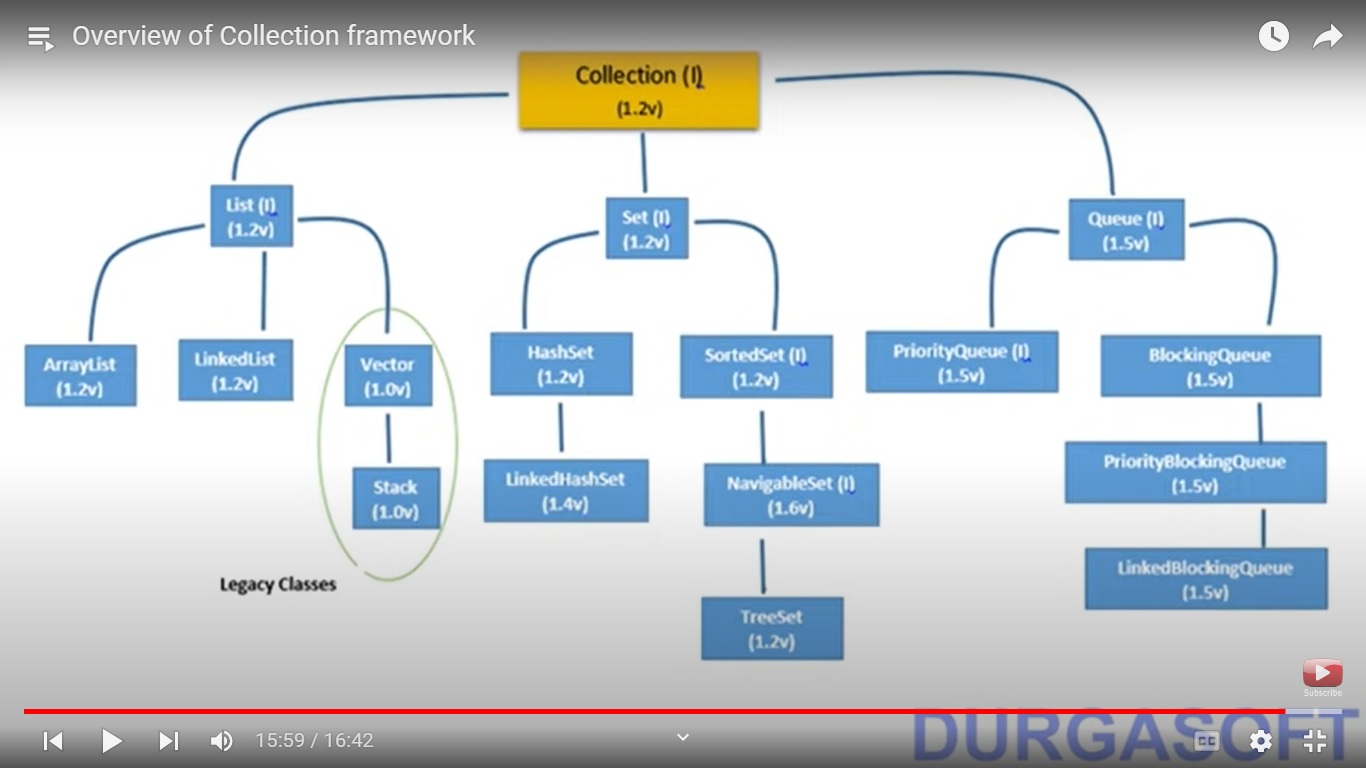 Overview of Collection framework
Collection (I)
(1.2v)
List (I)
(1.2v)
Set (I)
(1.2v)
Queue (I)
(1.5v)
ArrayList
(1.2v)
LinkedList
(1.2v)
Vector
(1.0v)
HashSet
(1.2v)
SortedSet (I)
(1.2v)
PriorityQueue (I)
(1.5v)
BlockingQueue
(1.5v)
Stack
(1.0v)
LinkedHashSet
(1.4v)
NavigableSet (I)
(1.6v)
PriorityBlockingQueue
(1.5v)
Legacy Classes
LinkedBlockingQueue
(1.5v)
TreeSet
(1.2v)
Subscribe
15:59 / 16:42
DURGASOFT
CC